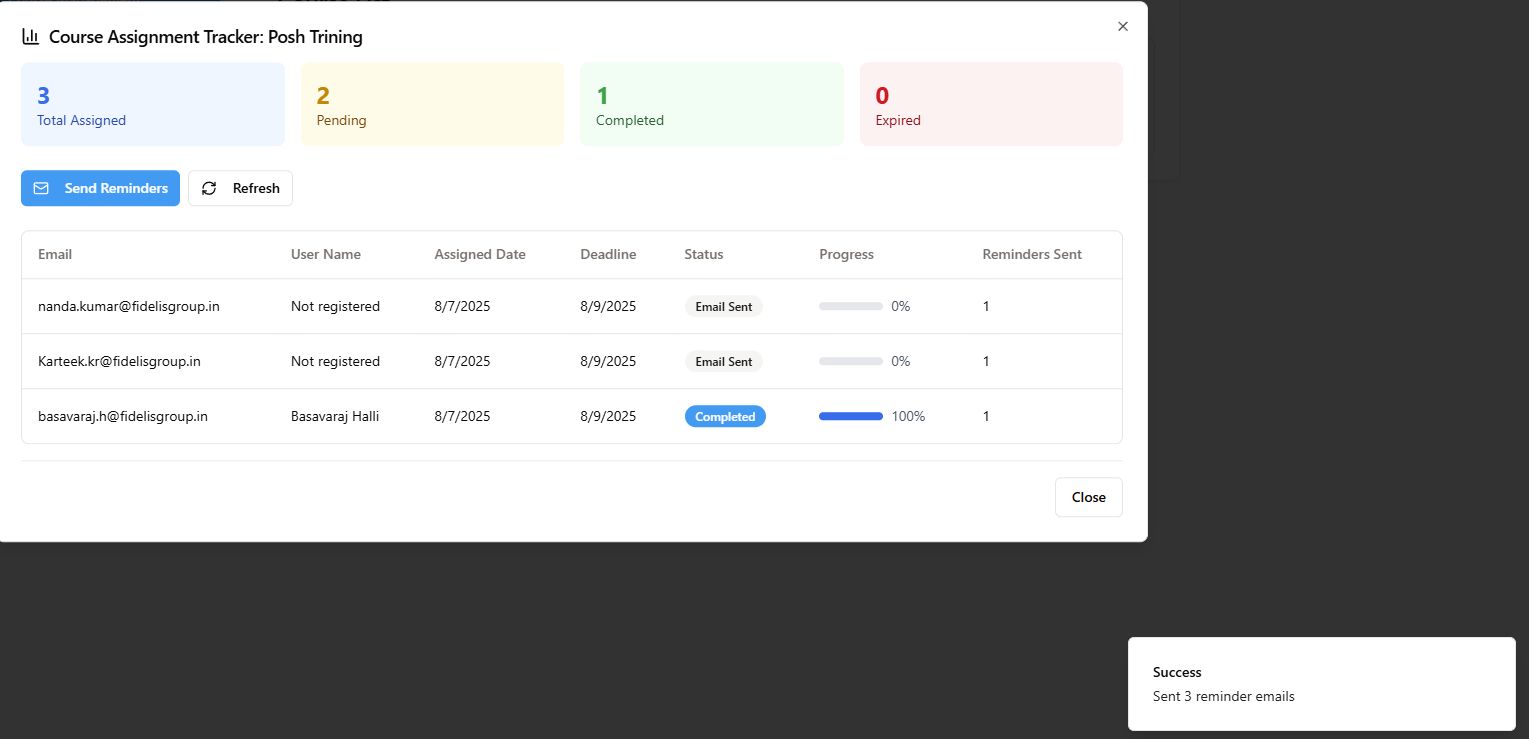 Course Assignment Tracker: Posh Trining
3
Total Assigned
2
Pending
1
Completed
0
Expired
Send Reminders
Refresh
Email User Name Assigned Date Deadline Status Progress Reminders Sent
nanda.kumar@fidelisgroup.in Not registered 8/7/2025 8/9/2025 Email Sent 0% 1
Karteek.kr@fidelisgroup.in Not registered 8/7/2025 8/9/2025 Email Sent 0% 1
basavaraj.h@fidelisgroup.in Basavaraj Halli 8/7/2025 8/9/2025 Completed 100% 1
Close
Success
Sent 3 reminder emails